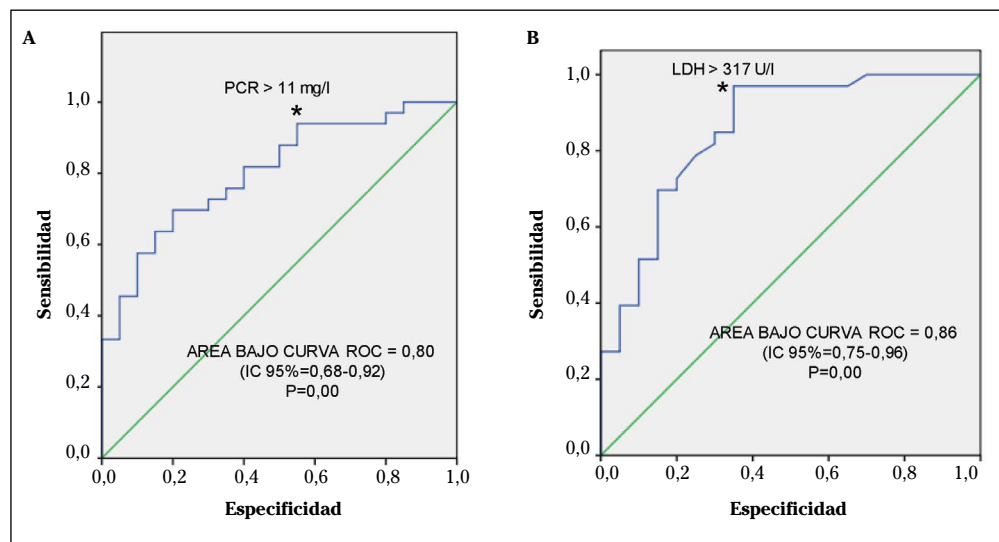 A
PCR > 11 mg/l
*
1,0
0,8
0,6
0,4
0,2
0,0
Sensibilidad
AREA BAJO CURVA ROC = 0,80
(IC 95%=0,68-0,92)
P=0,00
0,0 0,2 0,4 0,6 0,8 1,0
Especificidad
B
LDH > 317 U/l
*
1,0
0,8
0,6
0,4
0,2
0,0
Sensibilidad
AREA BAJO CURVA ROC = 0,86
(IC 95%=0,75-0,96)
P=0,00
0,0 0,2 0,4 0,6 0,8 1,0
Especificidad